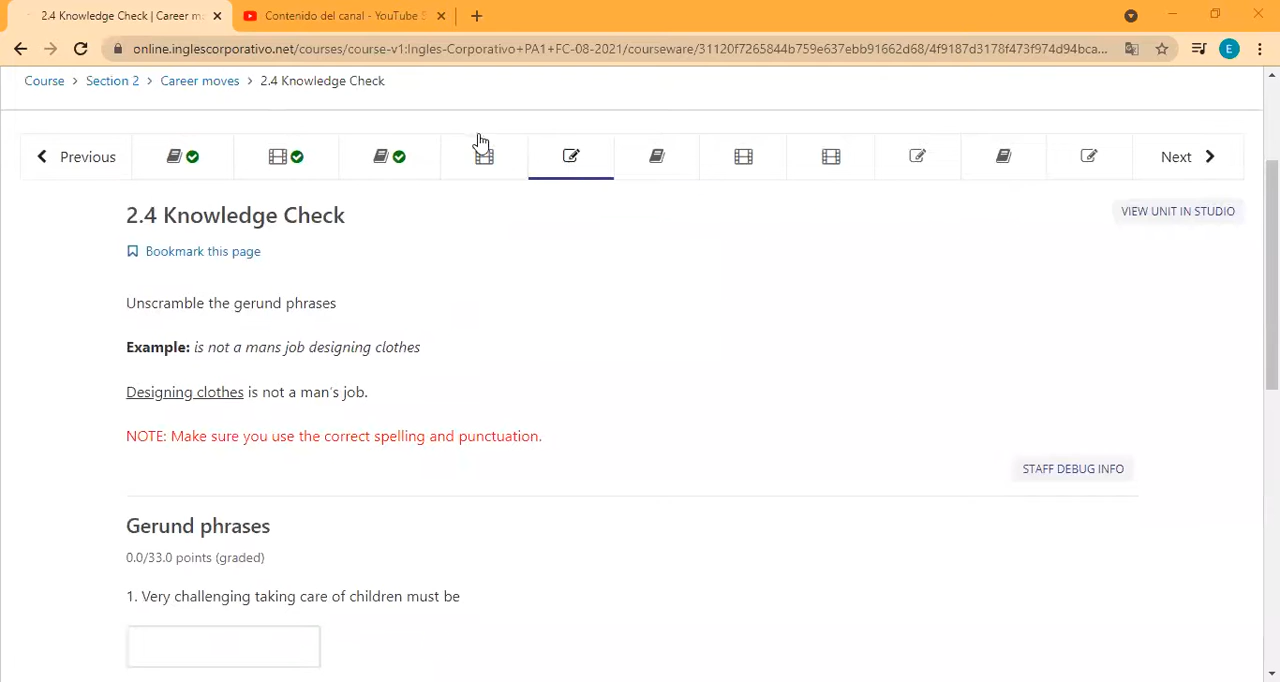 2.4 Knowledge Check | Career m
Contenido del canal - YouTube S
online.inglescorporativo.net/courses/course-v1:Ingles-Corporativo+PA1+FC-08-2021/courseware/31120f7265844b759e637ebb91662d68/4f9187d3178f473f974d94bca...
E
Course > Section 2 > Career moves > 2.4 Knowledge Check
Previous
Next
2.4 Knowledge Check
VIEW UNIT IN STUDIO
Bookmark this page
Unscramble the gerund phrases
Example: is not a mans job designing clothes
Designing clothes is not a man's job.
NOTE: Make sure you use the correct spelling and punctuation.
STAFF DEBUG INFO
Gerund phrases
0.0/33.0 points (graded)
1. Very challenging taking care of children must be